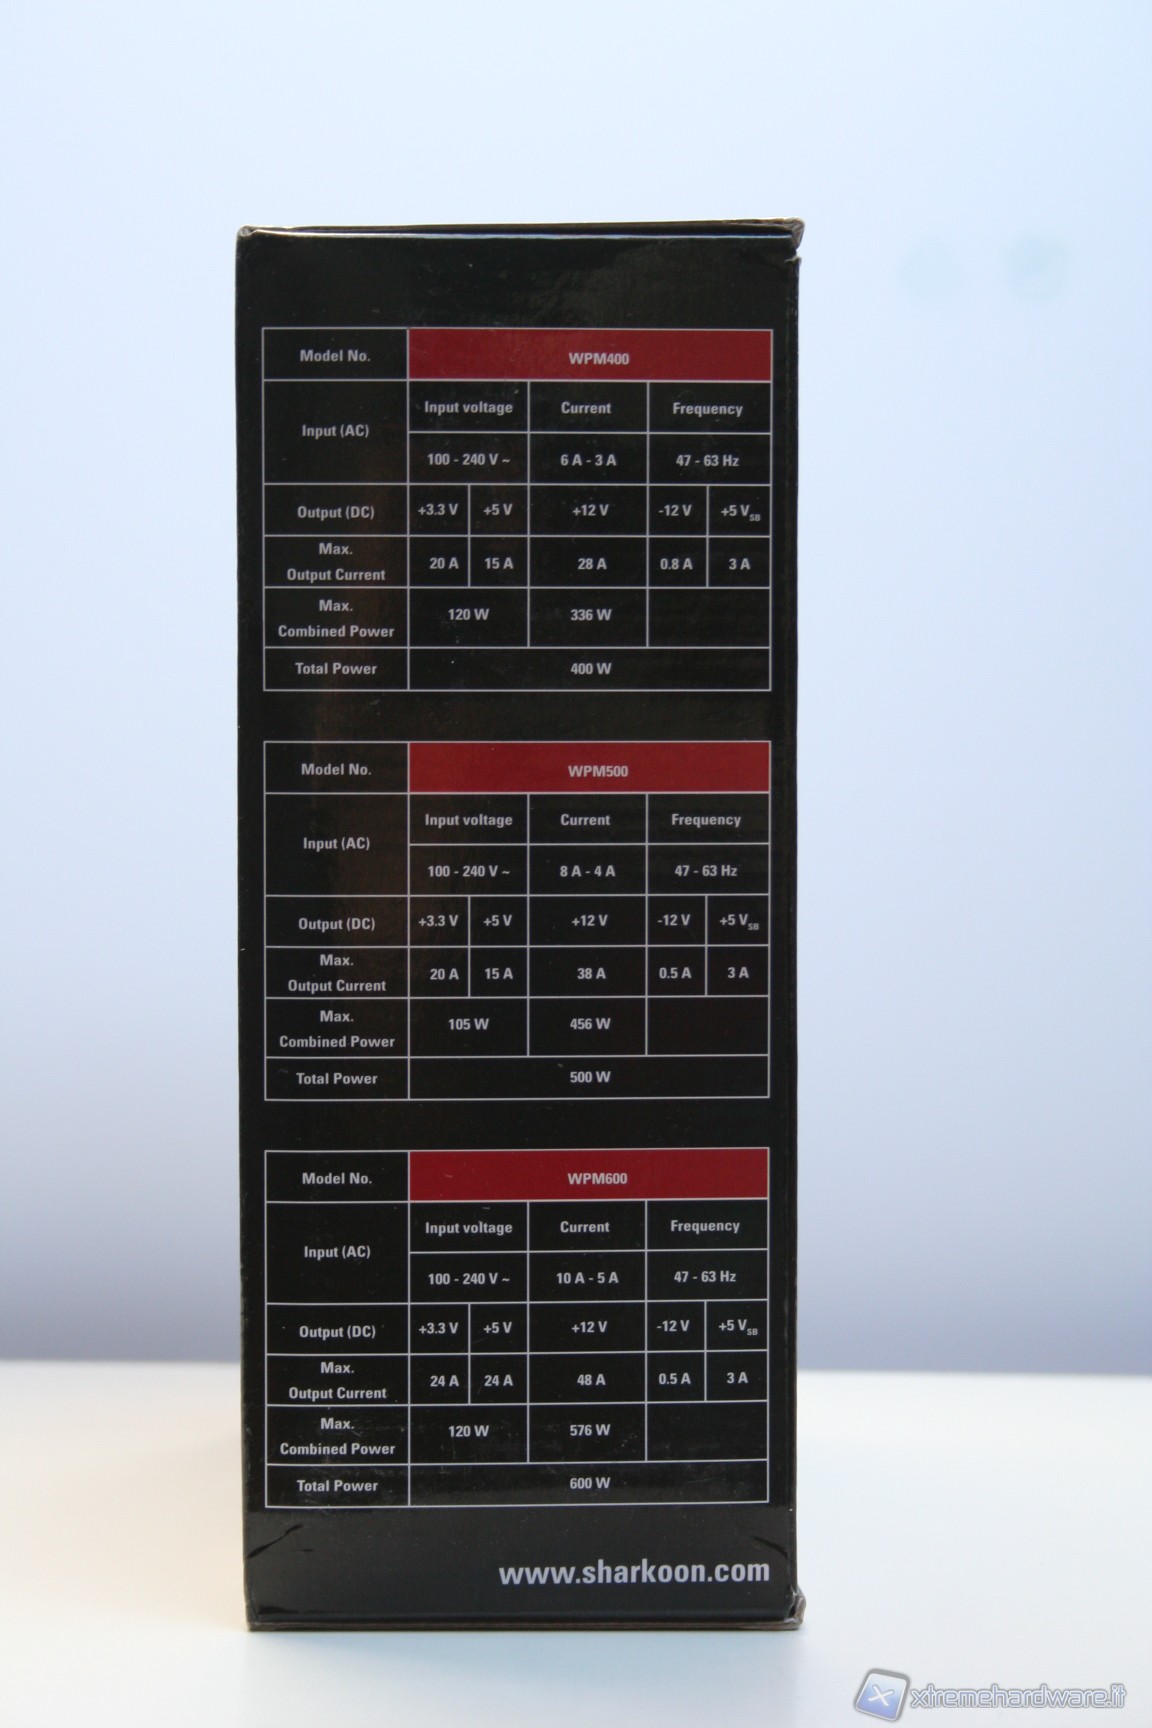 Model No. WPM400
Input (AC) Input voltage Current Frequency
100 - 240 V ~ 6 A - 3 A 47 - 63 Hz
Output (DC) +3.3 V +5 V +12 V -12 V +5 VSB
Max. Output Current 20 A 15 A 28 A 0.8 A 3 A
Max. Combined Power 120 W 336 W
Total Power 400 W
Model No. WPM500
Input (AC) Input voltage Current Frequency
100 - 240 V ~ 8 A - 4 A 47 - 63 Hz
Output (DC) +3.3 V +5 V +12 V -12 V +5 VSB
Max. Output Current 20 A 15 A 38 A 0.5 A 3 A
Max. Combined Power 105 W 456 W
Total Power 500 W
Model No. WPM600
Input (AC) Input voltage Current Frequency
100 - 240 V ~ 10 A - 5 A 47 - 63 Hz
Output (DC) +3.3 V +5 V +12 V -12 V +5 VSB
Max. Output Current 24 A 24 A 48 A 0.5 A 3 A
Max. Combined Power 120 W 576 W
Total Power 600 W
www.sharkoon.com
xtremehardware.it